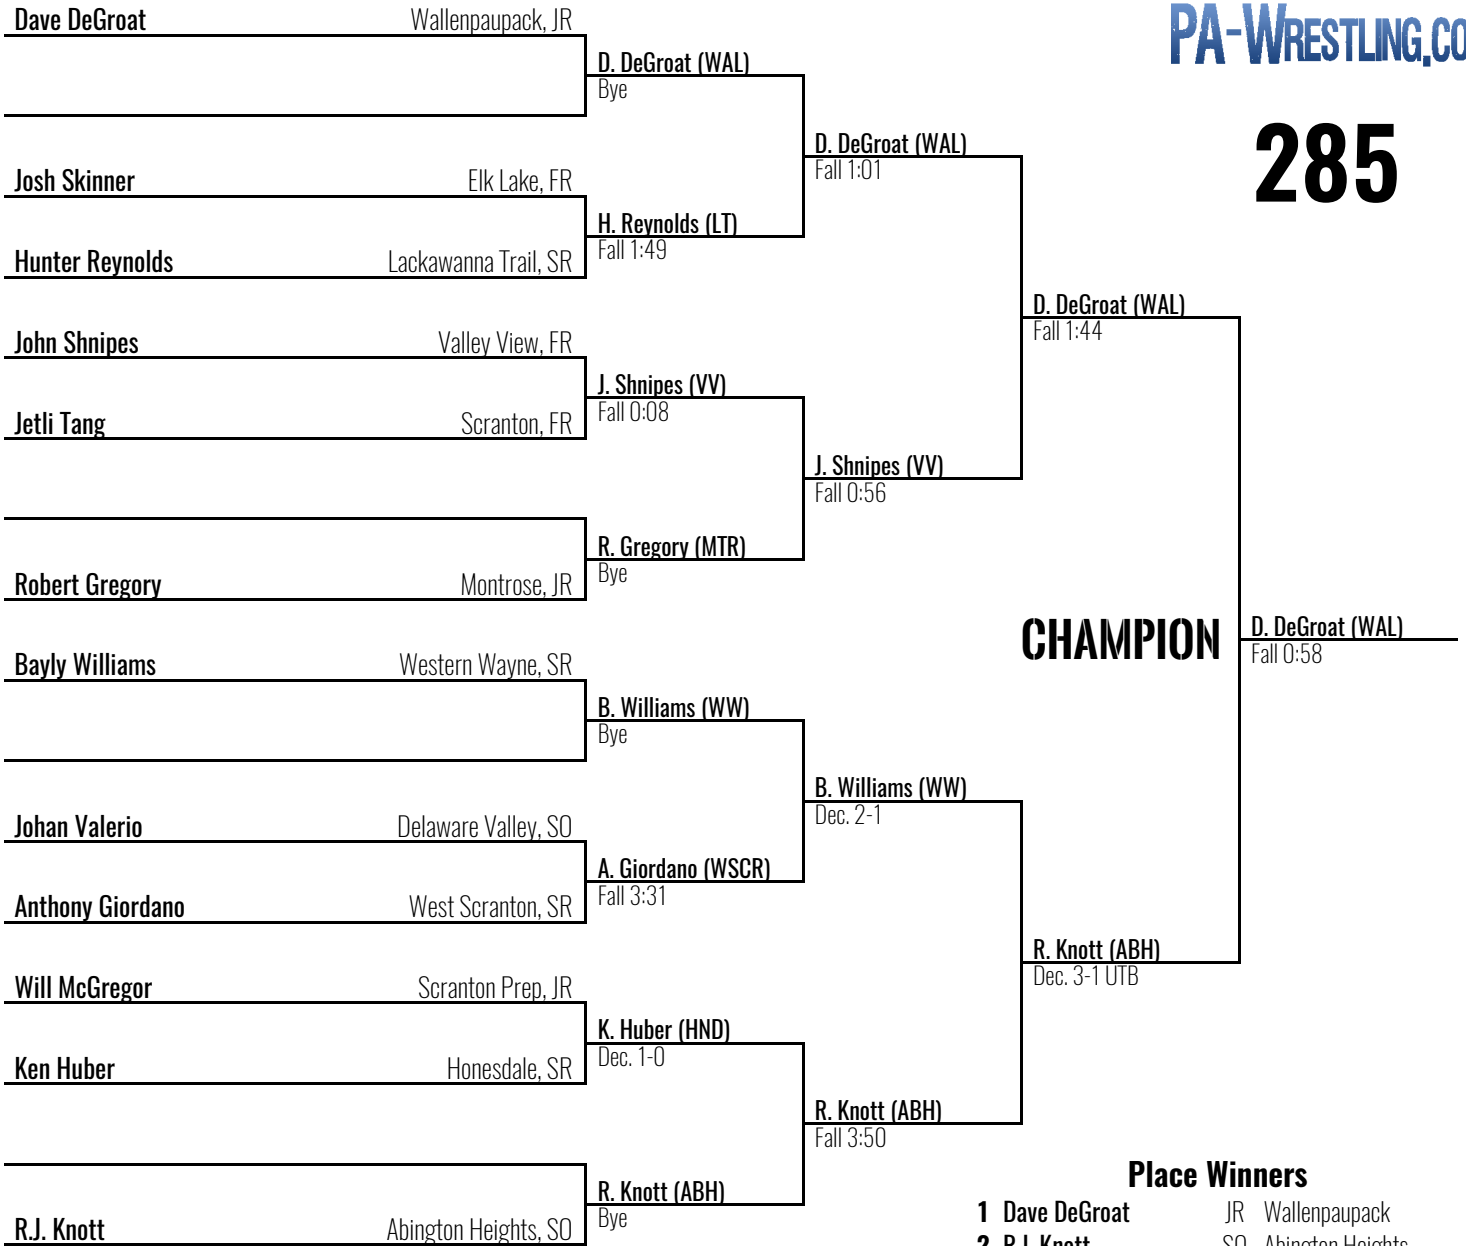 Dave DeGroat Wallenpaupack, JR
PA-WRESTLING.CO
D. DeGroat (WAL)
Bye
285
D. DeGroat (WAL)
Fall 1:01
Josh Skinner Elk Lake, FR
H. Reynolds (LT)
Fall 1:49
Hunter Reynolds Lackawanna Trail, SR
D. DeGroat (WAL)
Fall 1:44
John Shnipes Valley View, FR
J. Shnipes (VV)
Fall 0:08
Jetli Tang Scranton, FR
J. Shnipes (VV)
Fall 0:56
R. Gregory (MTR)
Bye
Robert Gregory Montrose, JR
CHAMPION
D. DeGroat (WAL)
Fall 0:58
Bayly Williams Western Wayne, SR
B. Williams (WW)
Bye
B. Williams (WW)
Dec. 2-1
Johan Valerio Delaware Valley, SO
A. Giordano (WSCR)
Fall 3:31
Anthony Giordano West Scranton, SR
R. Knott (ABH)
Dec. 3-1 UTB
Will McGregor Scranton Prep, JR
K. Huber (HND)
Dec. 1-0
Ken Huber Honesdale, SR
R. Knott (ABH)
Fall 3:50
R. Knott (ABH)
Bye
R.J. Knott Abington Heights, SO
Place Winners
1 Dave DeGroat JR Wallenpaupack
2 R.J. Knott SO Abington Heights